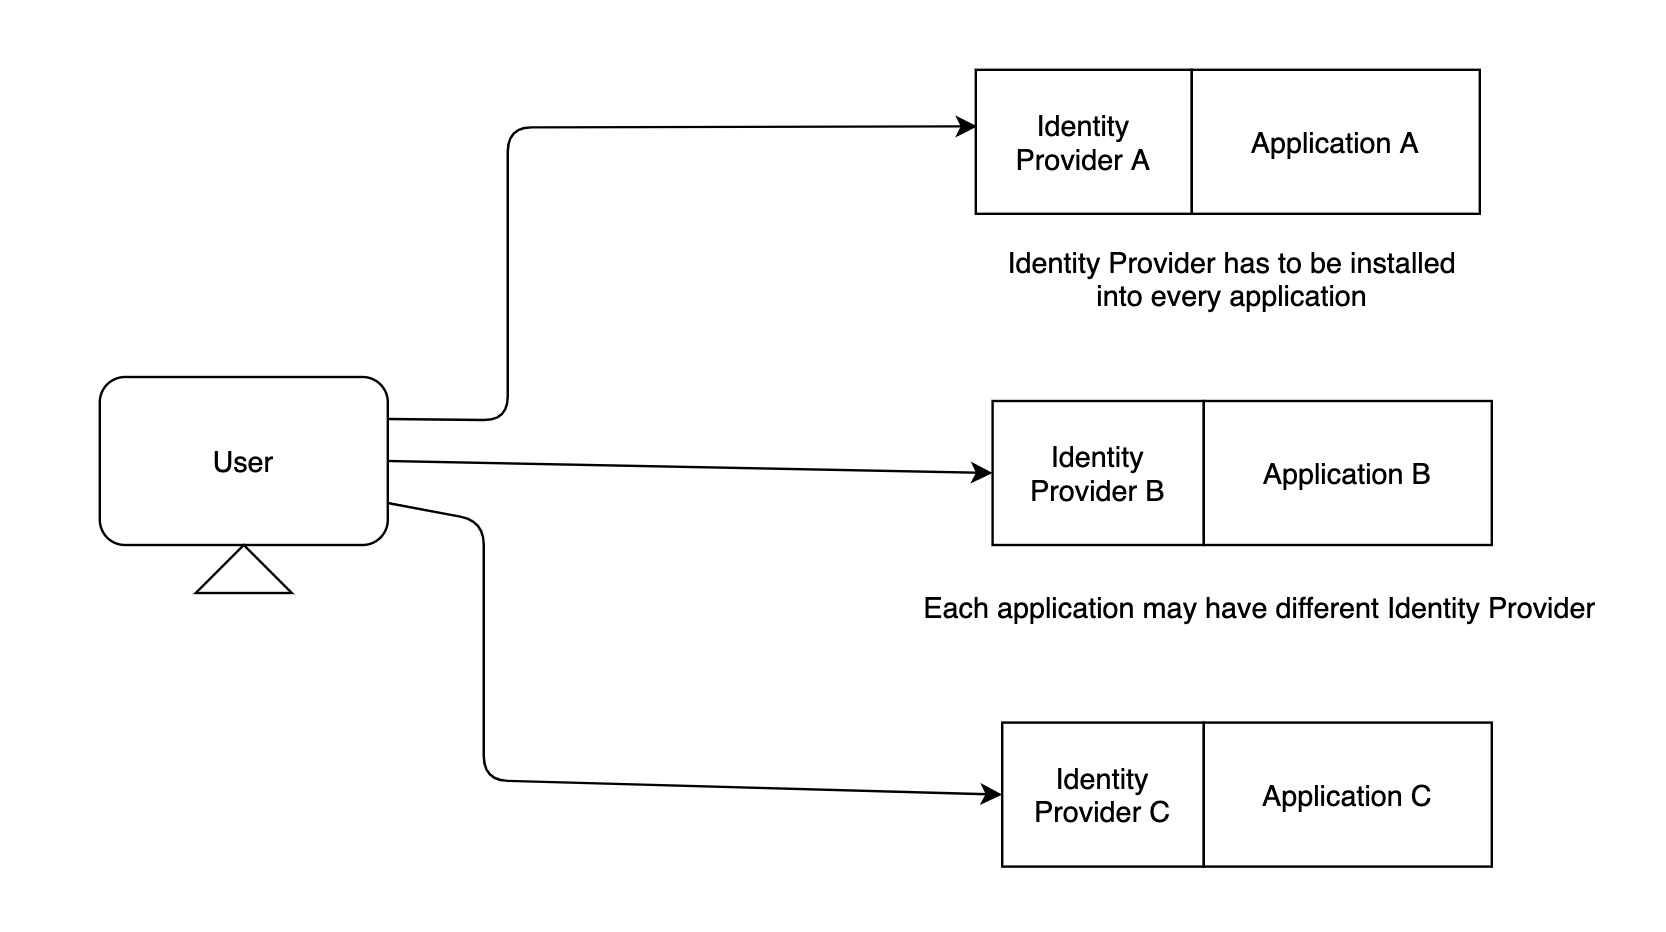 Identity
Provider A
Application A
Identity Provider has to be installed
into every application
User
Identity
Provider B
Application B
Each application may have different Identity Provider
Identity
Provider C
Application C